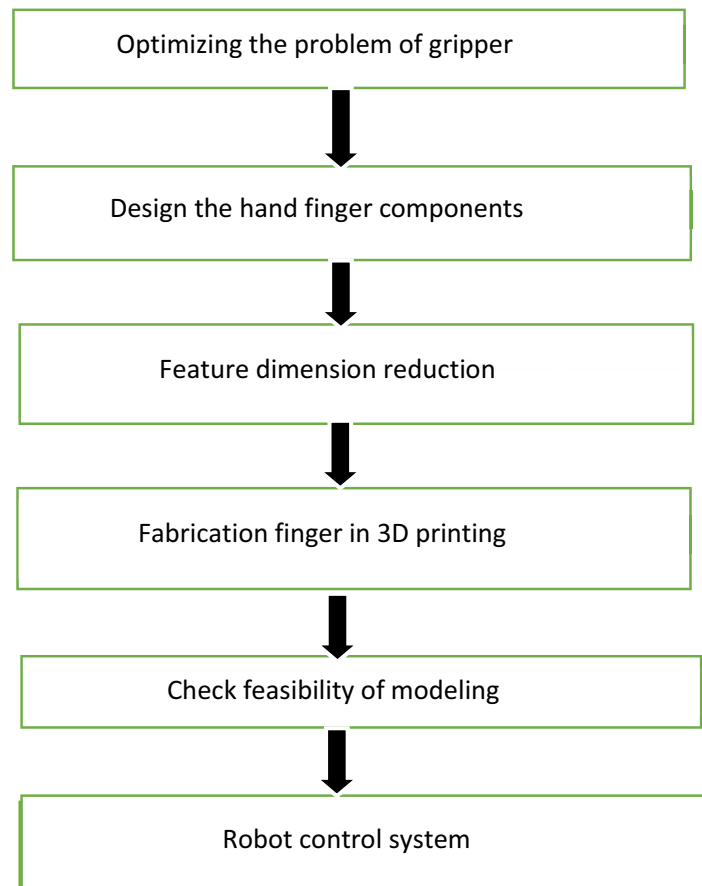 Optimizing the problem of gripper
Design the hand finger components
Feature dimension reduction
Fabrication finger in 3D printing
Check feasibility of modeling
Robot control system